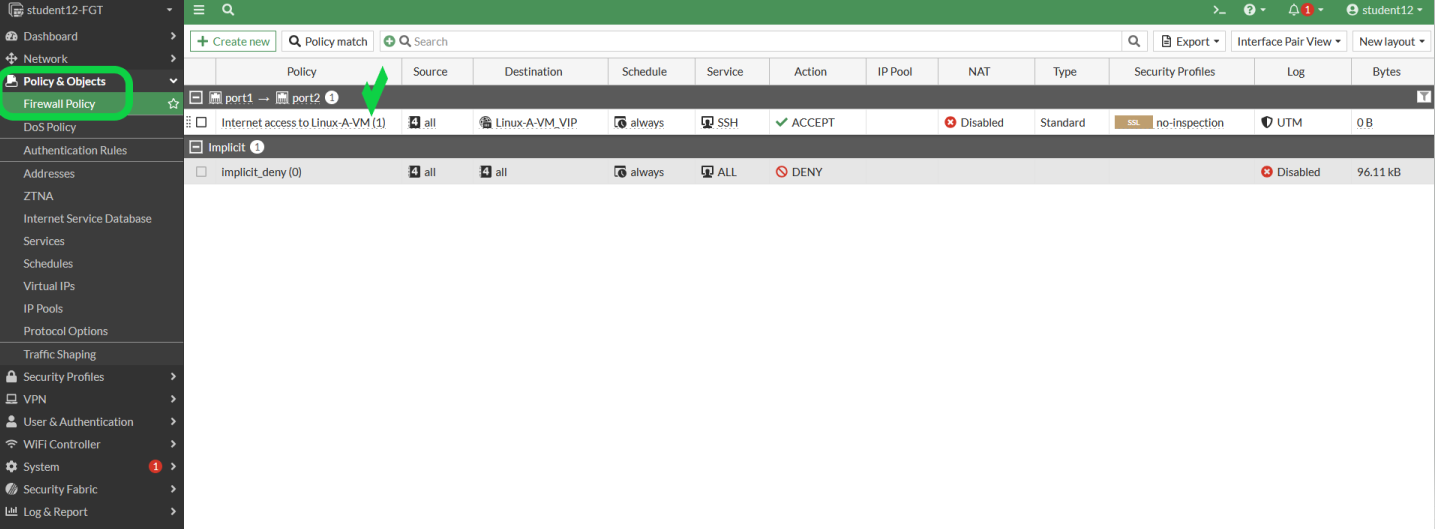 student12-FGT
>_ ? 1 student12
Dashboard
Network
Policy & Objects
Firewall Policy
DoS Policy
Authentication Rules
Addresses
ZTNA
Internet Service Database
Services
Schedules
Virtual IPs
IP Pools
Protocol Options
Traffic Shaping
Security Profiles
VPN
User & Authentication
WiFi Controller
System 1
Security Fabric
Log & Report
+ Create new Policy match Search Export Interface Pair View New layout
Policy Source Destination Schedule Service Action IP Pool NAT Type Security Profiles Log Bytes
port1 → port2 1
Internet access to Linux-A-VM (1) 4 all Linux-A-VM_VIP always SSH ACCEPT Disabled Standard SSL no-inspection UTM 0 B
Implicit 1
implicit_deny (0) 4 all 4 all always ALL DENY Disabled 96.11 kB